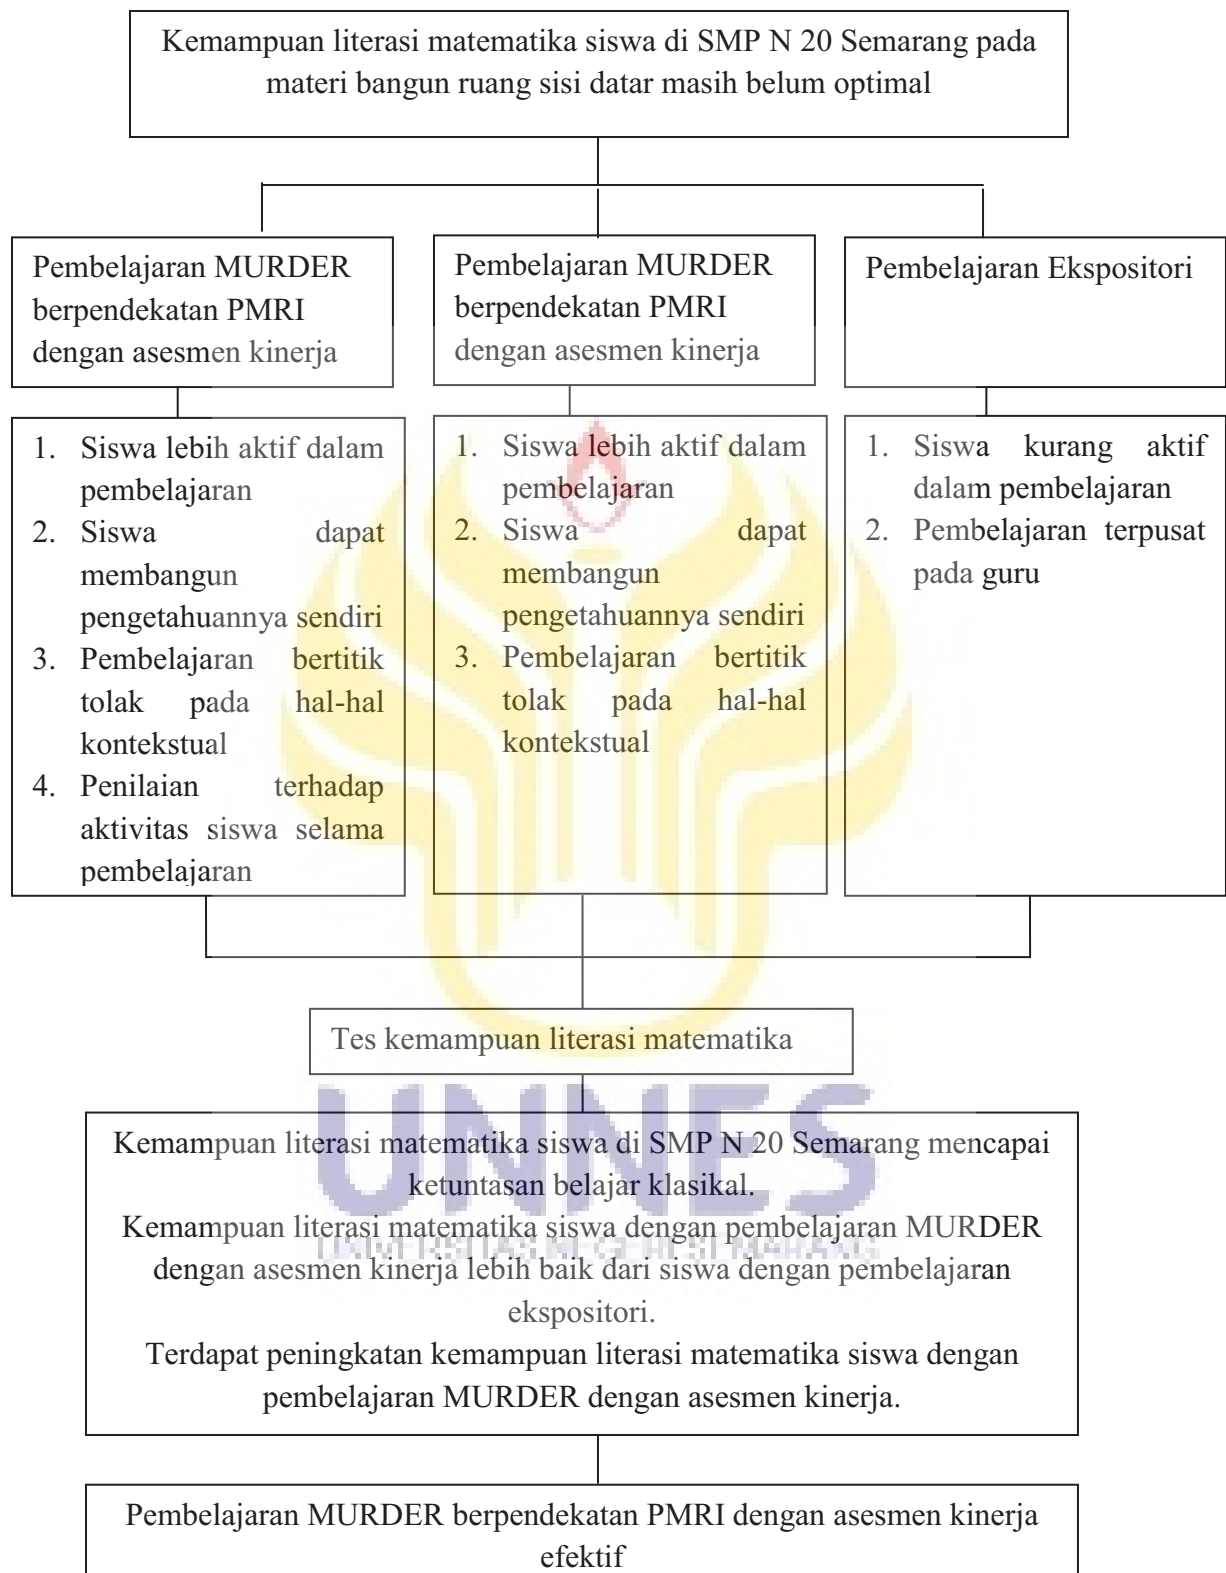 Kemampuan literasi matematika siswa di SMP N 20 Semarang pada
materi bangun ruang sisi datar masih belum optimal
Pembelajaran MURDER
berpendekatan PMRI
dengan asesmen kinerja
Pembelajaran MURDER
berpendekatan PMRI
dengan asesmen kinerja
Pembelajaran Ekspositori
1. Siswa lebih aktif dalam
pembelajaran
2. Siswa dapat
membangun
pengetahuannya sendiri
3. Pembelajaran bertitik
tolak pada hal-hal
kontekstual
4. Penilaian terhadap
aktivitas siswa selama
pembelajaran
1. Siswa lebih aktif dalam
pembelajaran
2. Siswa dapat
membangun
pengetahuannya sendiri
3. Pembelajaran bertitik
tolak pada hal-hal
kontekstual
1. Siswa kurang aktif
dalam pembelajaran
2. Pembelajaran terpusat
pada guru
Tes kemampuan literasi matematika
UNNES
UNIVERSITAS NEGERI SEMARANG
Kemampuan literasi matematika siswa di SMP N 20 Semarang mencapai
ketuntasan belajar klasikal.
Kemampuan literasi matematika siswa dengan pembelajaran MURDER
dengan asesmen kinerja lebih baik dari siswa dengan pembelajaran
ekspositori.
Terdapat peningkatan kemampuan literasi matematika siswa dengan
pembelajaran MURDER dengan asesmen kinerja.
Pembelajaran MURDER berpendekatan PMRI dengan asesmen kinerja
efektif